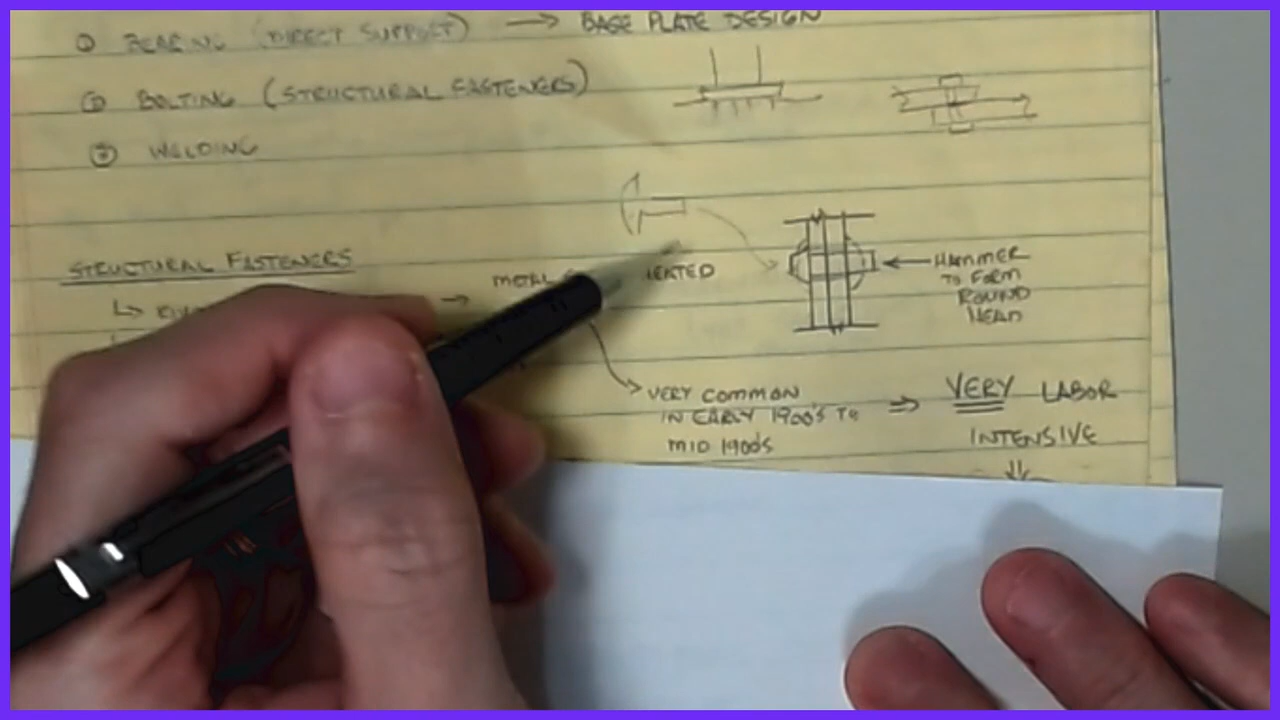 ① BEARING (DIRECT SUPPORT) → BASE PLATE DESIGN
② BOLTING (STRUCTURAL FASTENERS)
③ WELDING
STRUCTURAL FASTENERS
METAL
HEATED
HAMMER
TO FORM
ROUND
HEAD
VERY COMMON
IN EARLY 1900'S TO
MID 1900'S
⇒ VERY LABOR
INTENSIVE